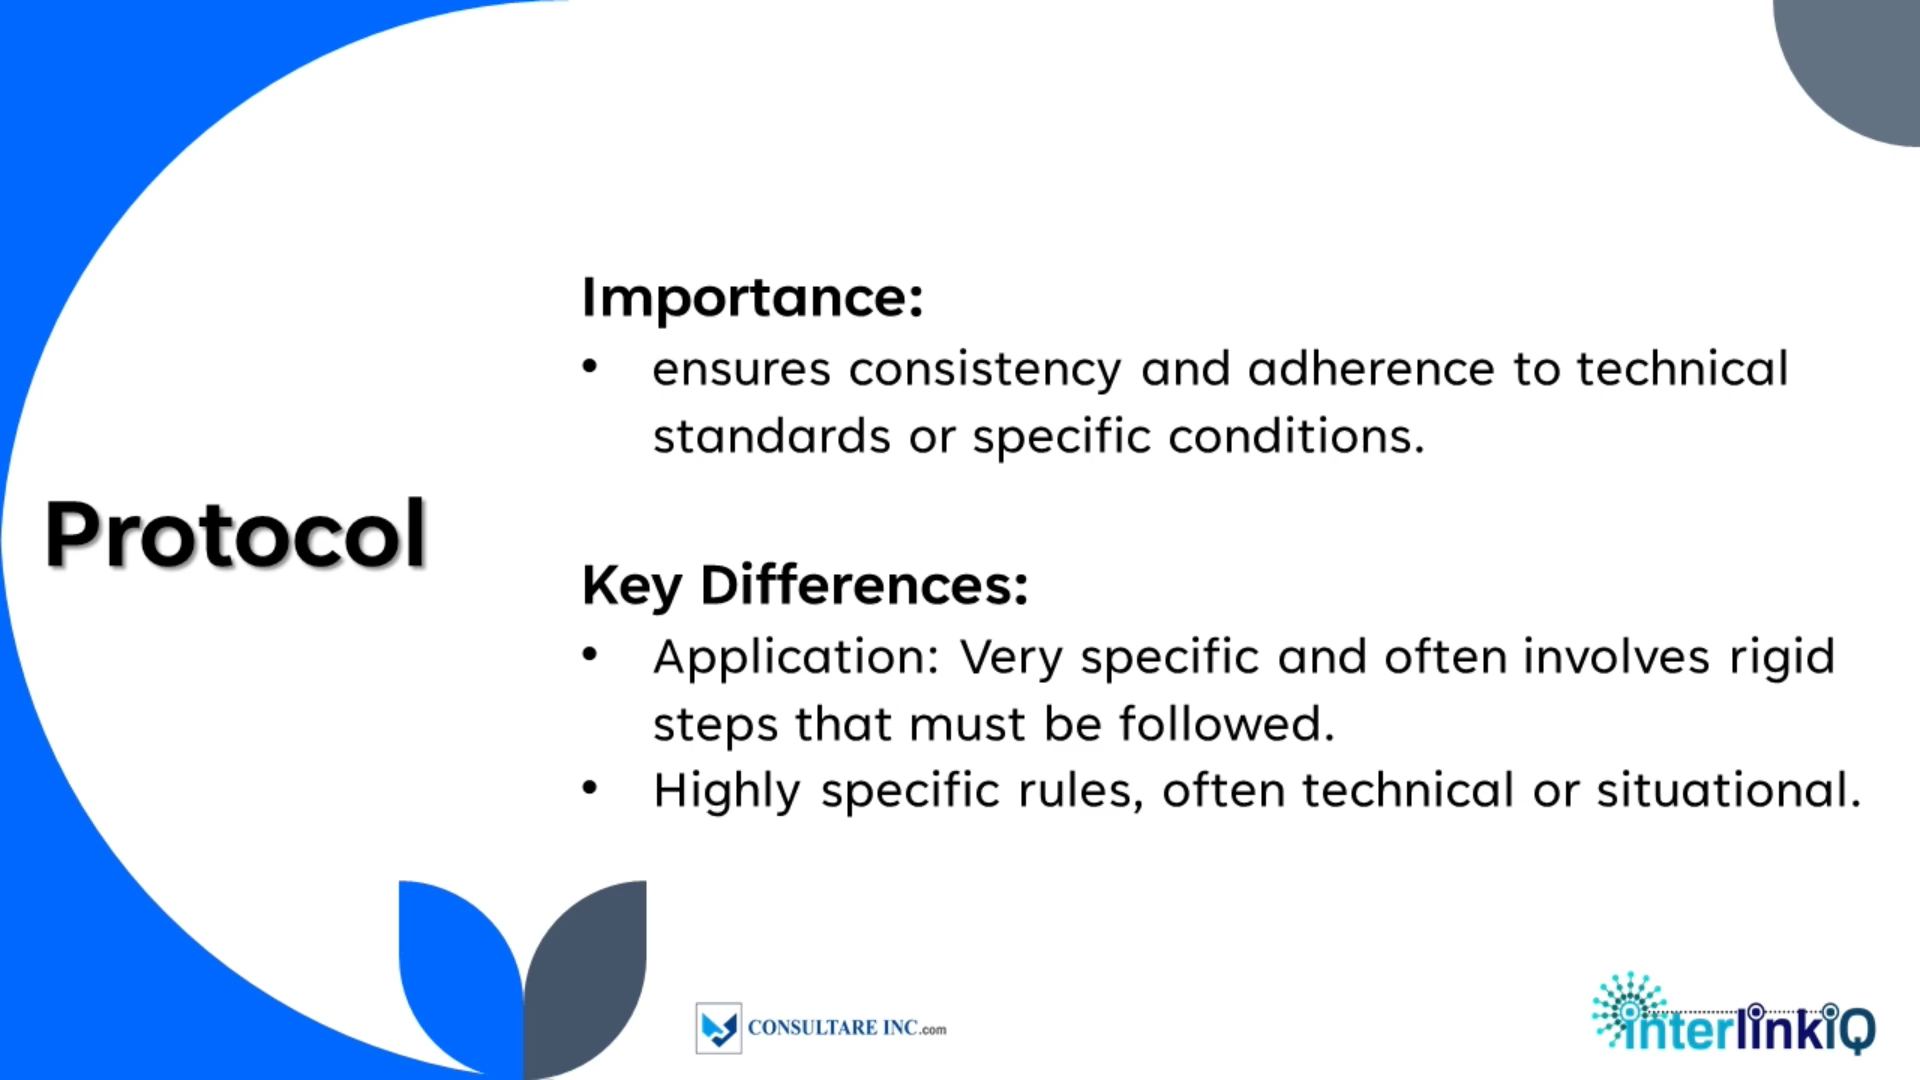 Protocol
Importance:
• ensures consistency and adherence to technical
standards or specific conditions.
Key Differences:
• Application: Very specific and often involves rigid
steps that must be followed.
• Highly specific rules, often technical or situational.
CONSULTARE INC.com
interlinkIQ